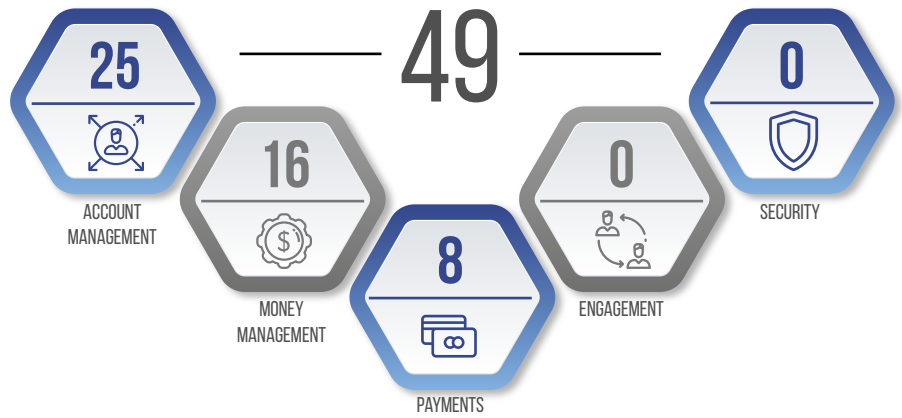 49
25
ACCOUNT
MANAGEMENT
16
$
MONEY
MANAGEMENT
8
PAYMENTS
0
ENGAGEMENT
0
SECURITY